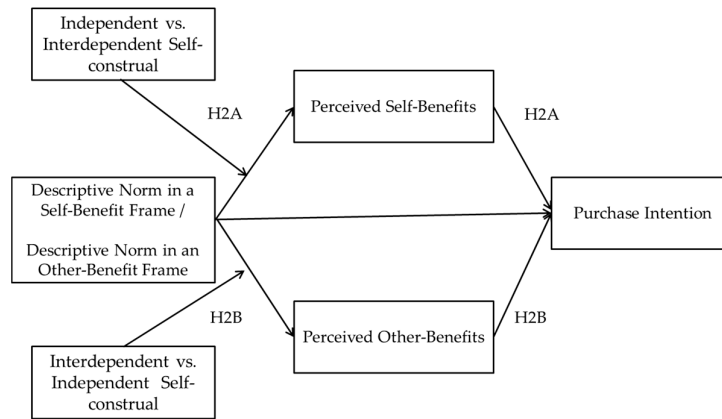 Independent vs.
Interdependent Self-
construal
H2A
Perceived Self-Benefits
H2A
Descriptive Norm in a
Self-Benefit Frame /
Descriptive Norm in an
Other-Benefit Frame
Purchase Intention
H2B
Perceived Other-Benefits
H2B
Interdependent vs.
Independent Self-
construal